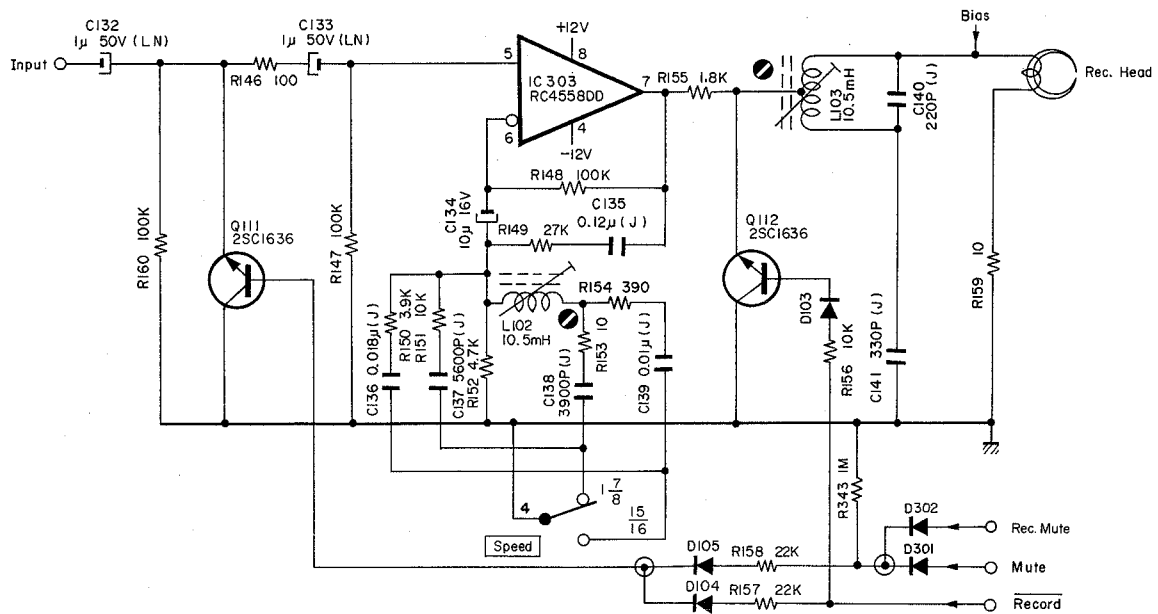 C132
1μ 50V (LN)
C133
1μ 50V (LN)
+12V
Bias
Input
R146 100
5
8
IC 303
RC4558DD
7
R155 1.8K
6
4
-12V
L103
10.5mH
C140
220P (J)
Rec. Head
R148 100K
C134
10μ 16V
C135
0.12μ (J)
R149 27K
R160 100K
Q111
2SC1636
R147 100K
Q112
2SC1636
R159 10
R154 390
L102
10.5mH
D103
R156 10K
C136 0.018μ (J)
R150 3.9K
R151 10K
C137 5600P (J)
R152 4.7K
C138
3900P (J)
R153 10
C139 0.01μ (J)
C141 330P (J)
1 7/8
4
15/16
Speed
R343 1M
D302
Rec. Mute
D105
R158 22K
D301
Mute
D104
R157 22K
Record